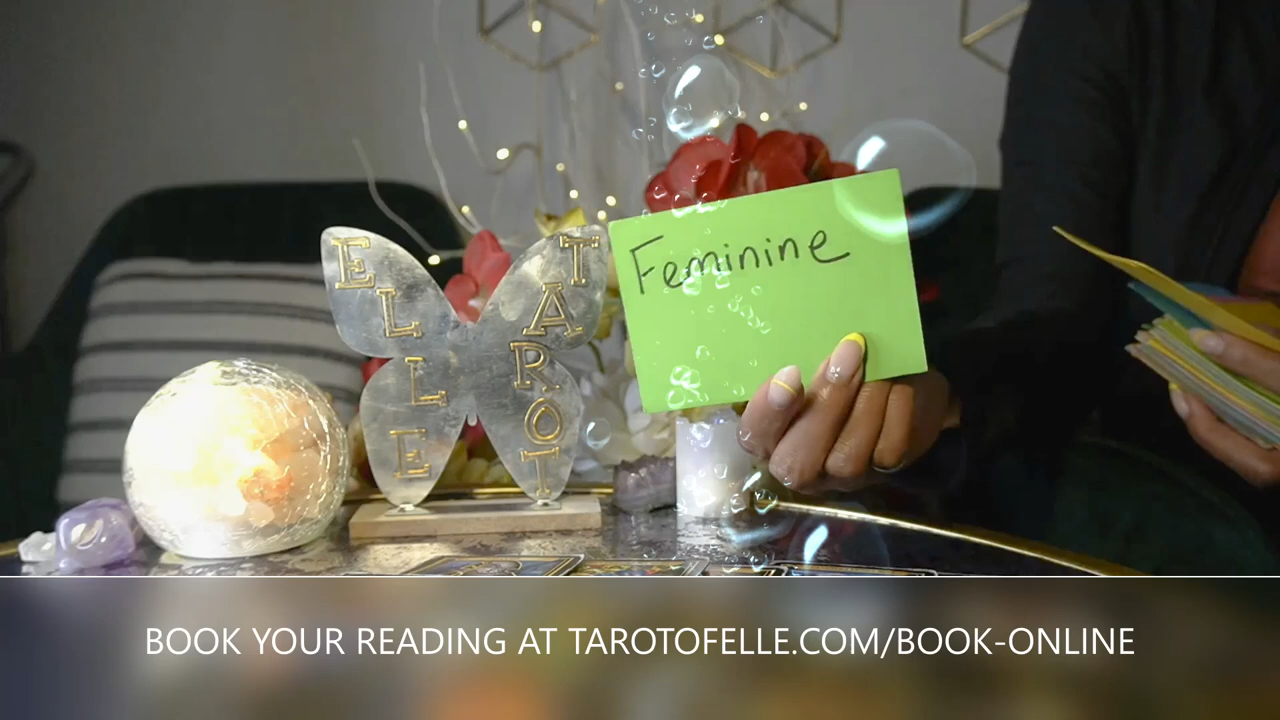 ELLE
TAROT
Feminine
BOOK YOUR READING AT TAROTOFELLE.COM/BOOK-ONLINE